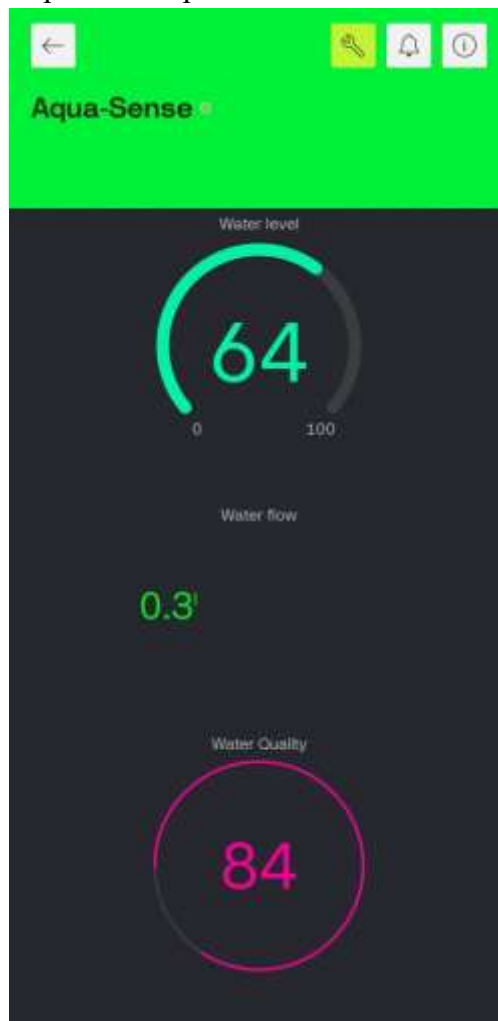 Aqua-Sense
Water level
64
0 100
Water flow
0.3
Water Quality
84